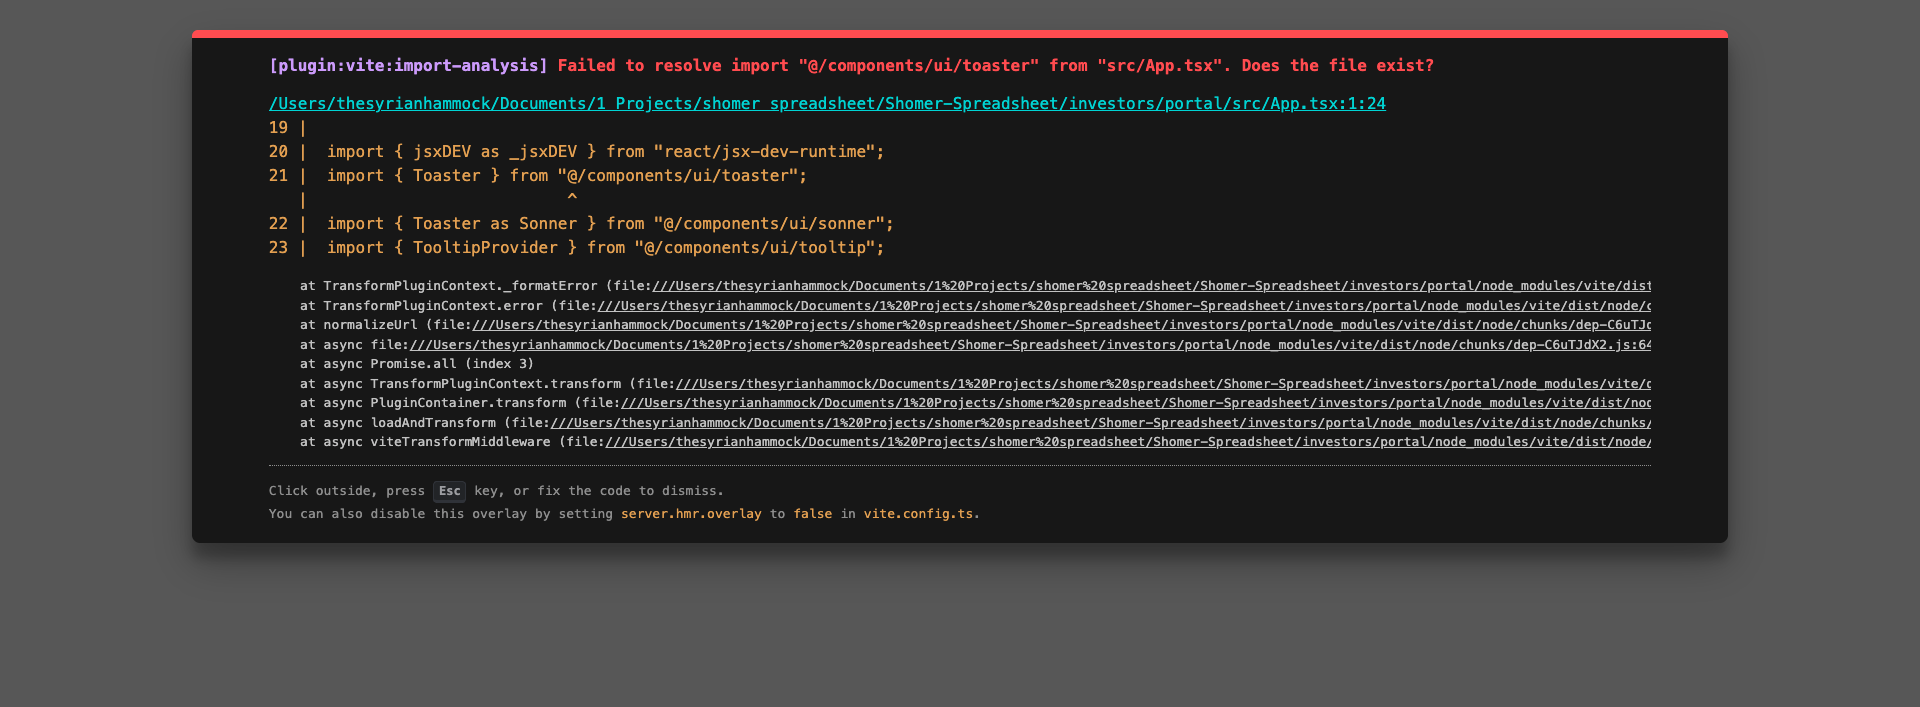 [plugin:vite:import-analysis] Failed to resolve import "@/components/ui/toaster" from "src/App.tsx". Does the file exist?
/Users/thesyrianhammock/Documents/1 Projects/shomer spreadsheet/Shomer-Spreadsheet/investors/portal/src/App.tsx:1:24
19 |
20 |  import { jsxDEV as _jsxDEV } from "react/jsx-dev-runtime";
21 |  import { Toaster } from "@/components/ui/toaster";
   |                           ^
22 |  import { Toaster as Sonner } from "@/components/ui/sonner";
23 |  import { TooltipProvider } from "@/components/ui/tooltip";
at TransformPluginContext._formatError (file:///Users/thesyrianhammock/Documents/1%20Projects/shomer%20spreadsheet/Shomer-Spreadsheet/investors/portal/node_modules/vite/dist
at TransformPluginContext.error (file:///Users/thesyrianhammock/Documents/1%20Projects/shomer%20spreadsheet/Shomer-Spreadsheet/investors/portal/node_modules/vite/dist/node/c
at normalizeUrl (file:///Users/thesyrianhammock/Documents/1%20Projects/shomer%20spreadsheet/Shomer-Spreadsheet/investors/portal/node_modules/vite/dist/node/chunks/dep-C6uTJd
at async file:///Users/thesyrianhammock/Documents/1%20Projects/shomer%20spreadsheet/Shomer-Spreadsheet/investors/portal/node_modules/vite/dist/node/chunks/dep-C6uTJdX2.js:64
at async Promise.all (index 3)
at async TransformPluginContext.transform (file:///Users/thesyrianhammock/Documents/1%20Projects/shomer%20spreadsheet/Shomer-Spreadsheet/investors/portal/node_modules/vite/d
at async PluginContainer.transform (file:///Users/thesyrianhammock/Documents/1%20Projects/shomer%20spreadsheet/Shomer-Spreadsheet/investors/portal/node_modules/vite/dist/nod
at async loadAndTransform (file:///Users/thesyrianhammock/Documents/1%20Projects/shomer%20spreadsheet/Shomer-Spreadsheet/investors/portal/node_modules/vite/dist/node/chunks/
at async viteTransformMiddleware (file:///Users/thesyrianhammock/Documents/1%20Projects/shomer%20spreadsheet/Shomer-Spreadsheet/investors/portal/node_modules/vite/dist/node/
Click outside, press Esc key, or fix the code to dismiss.
You can also disable this overlay by setting server.hmr.overlay to false in vite.config.ts.